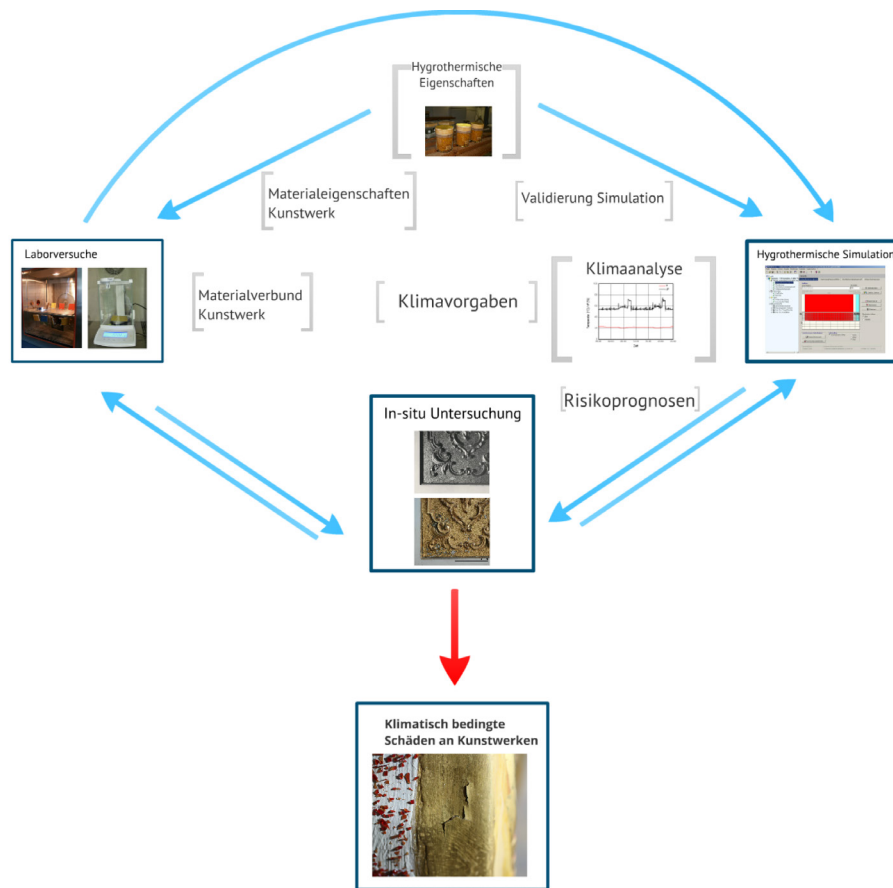 Hygrothermische
Eigenschaften
Materialeigenschaften
Kunstwerk
Validierung Simulation
Laborversuche
Hygrothermische Simulation
Materialverbund
Kunstwerk
Klimavorgaben
Klimaanalyse
Risikoprognosen
In-situ Untersuchung
Klimatisch bedingte
Schäden an Kunstwerken